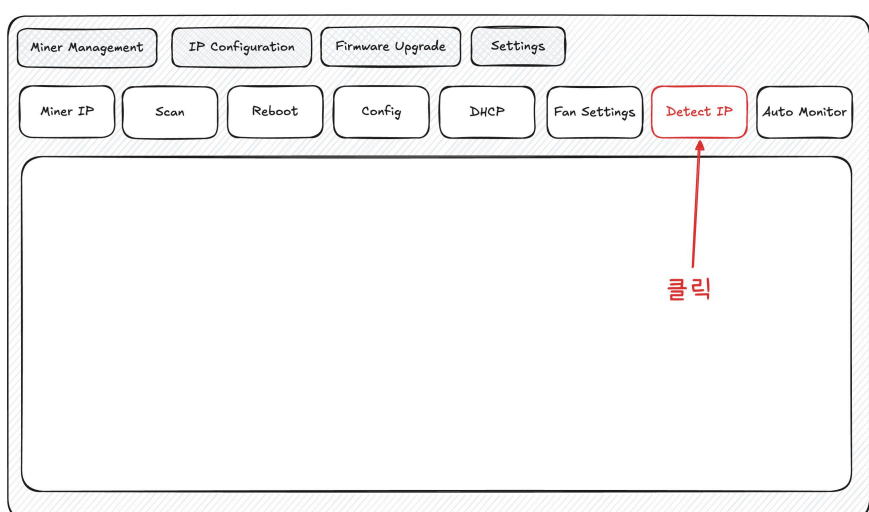 Miner Management IP Configuration Firmware Upgrade Settings
Miner IP Scan Reboot Config DHCP Fan Settings Detect IP Auto Monitor
클릭